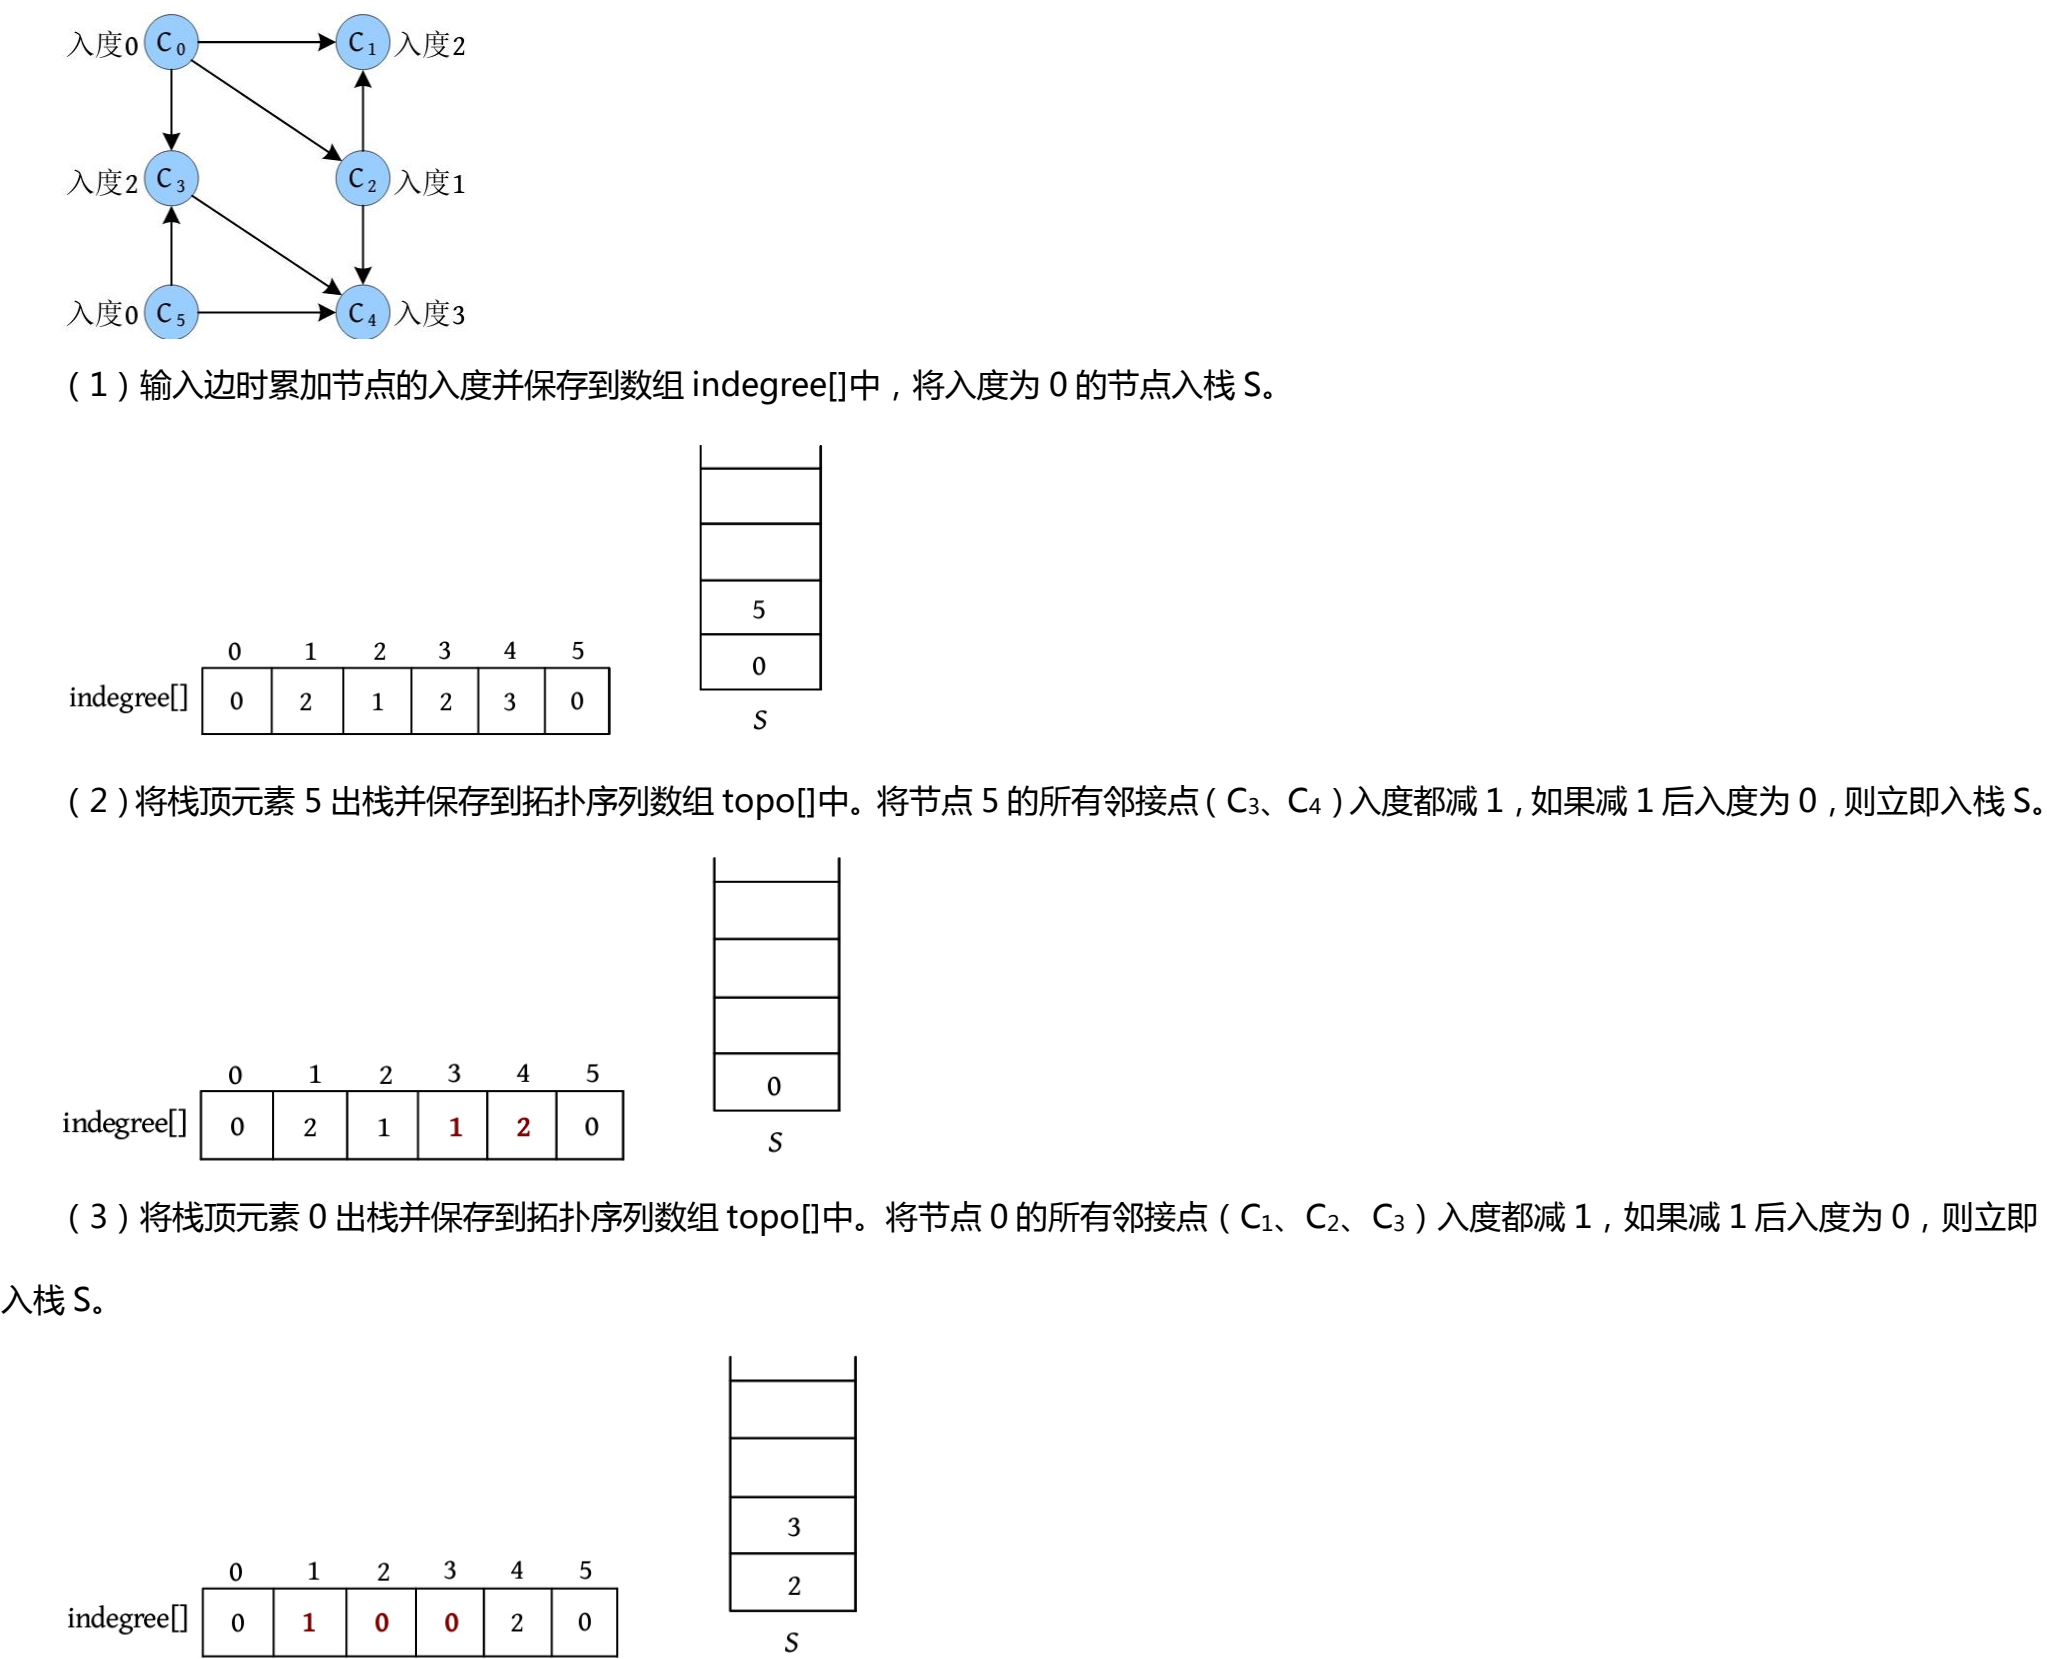 入度0 C0 C1 入度2
入度2 C3 C2 入度1
入度0 C5 C4 入度3
（1）输入边时累加节点的入度并保存到数组 indegree[]中，将入度为 0 的节点入栈 S。
5
0 1 2 3 4 5
0
indegree[] 0 2 1 2 3 0
S
（2）将栈顶元素 5 出栈并保存到拓扑序列数组 topo[]中。将节点 5 的所有邻接点（C3、C4）入度都减 1，如果减 1 后入度为 0，则立即入栈 S。
0 1 2 3 4 5
0
indegree[] 0 2 1 1 2 0
S
（3）将栈顶元素 0 出栈并保存到拓扑序列数组 topo[]中。将节点 0 的所有邻接点（C1、C2、C3）入度都减 1，如果减 1 后入度为 0，则立即
入栈 S。
3
0 1 2 3 4 5
2
indegree[] 0 1 0 0 2 0
S